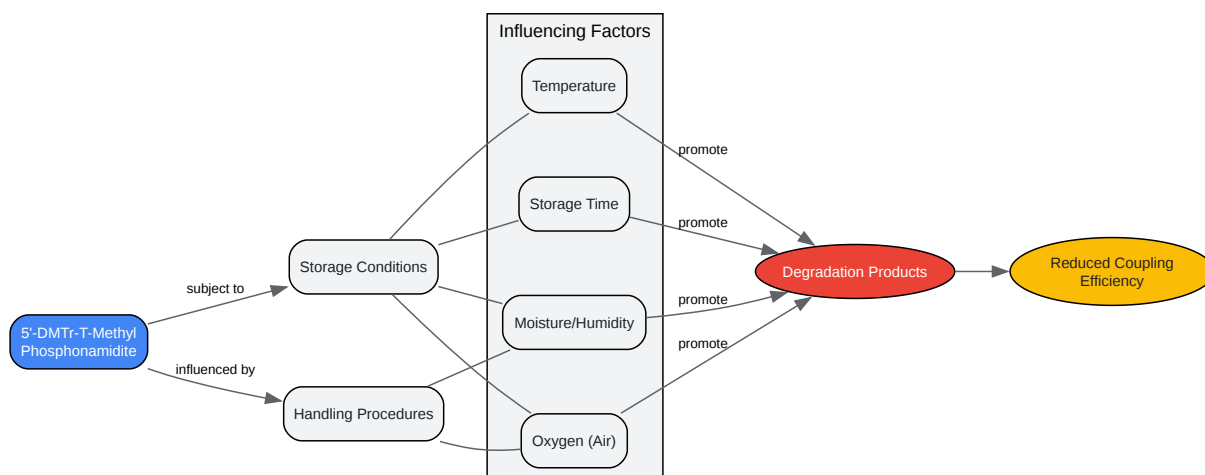 Influencing Factors
Temperature
promote
Storage Time
promote
Storage Conditions
subject to
Degradation Products
Reduced Coupling
Efficiency
promote
Moisture/Humidity
5'-DMTr-T-Methyl
Phosphonamidite
promote
influenced by
Handling Procedures
Oxygen (Air)